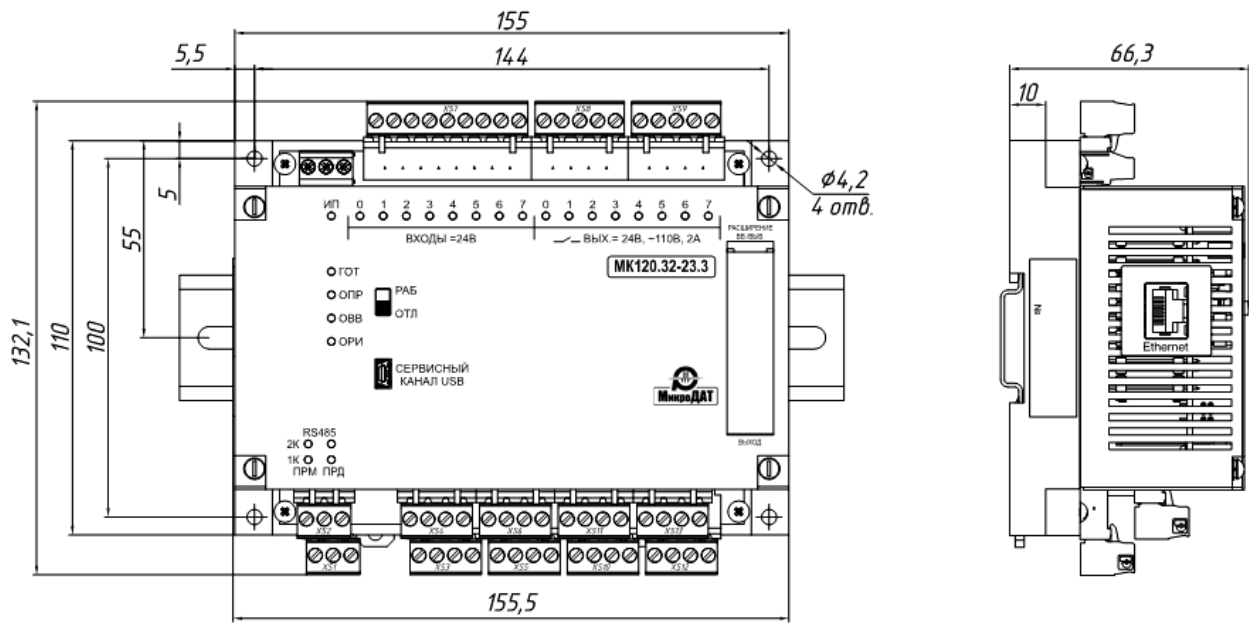 155
5,5
144
66,3
10
XS7
XS8
XS9
Ø4,2
4 отв.
5
55
100
110
132,1
ИП 0 1 2 3 4 5 6 7 0 1 2 3 4 5 6 7
ВХОДЫ =24В
ВЫХ.= 24В, ~110В, 2А
РАСШИРЕНИЕ
ВВ./ВЫВ.
МК120.32-23.3
ГОТ
ОПР
ОВВ
ОРИ
РАБ
ОТЛ
СЕРВИСНЫЙ
КАНАЛ USB
МикроДАТ
ВЫХОД
RS485
2К
1К
ПРМ ПРД
XS2
XS4
XS6
XS11
XS13
XS1
XS3
XS5
XS10
XS12
155,5
№
Ethernet